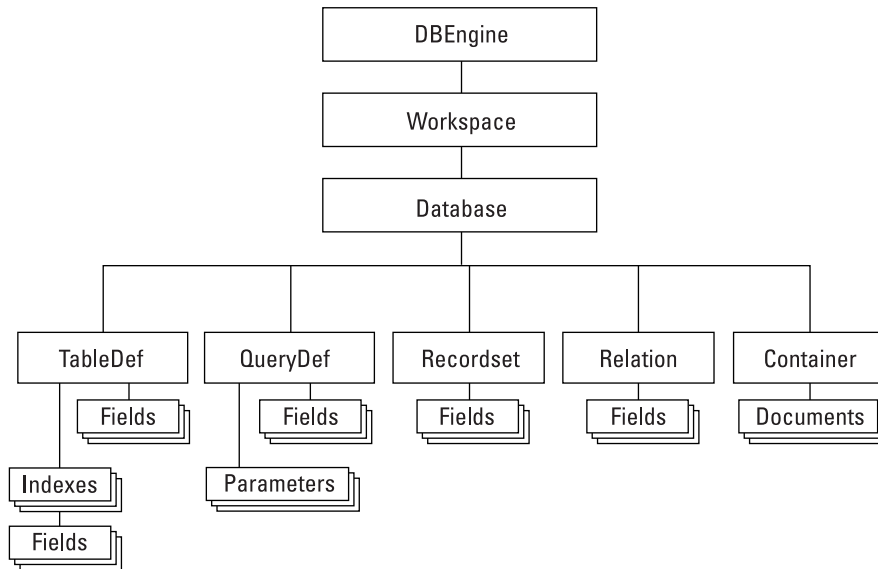 DBEngine
Workspace
Database
TableDef
QueryDef
Recordset
Relation
Container
Fields
Fields
Fields
Fields
Documents
Indexes
Parameters
Fields